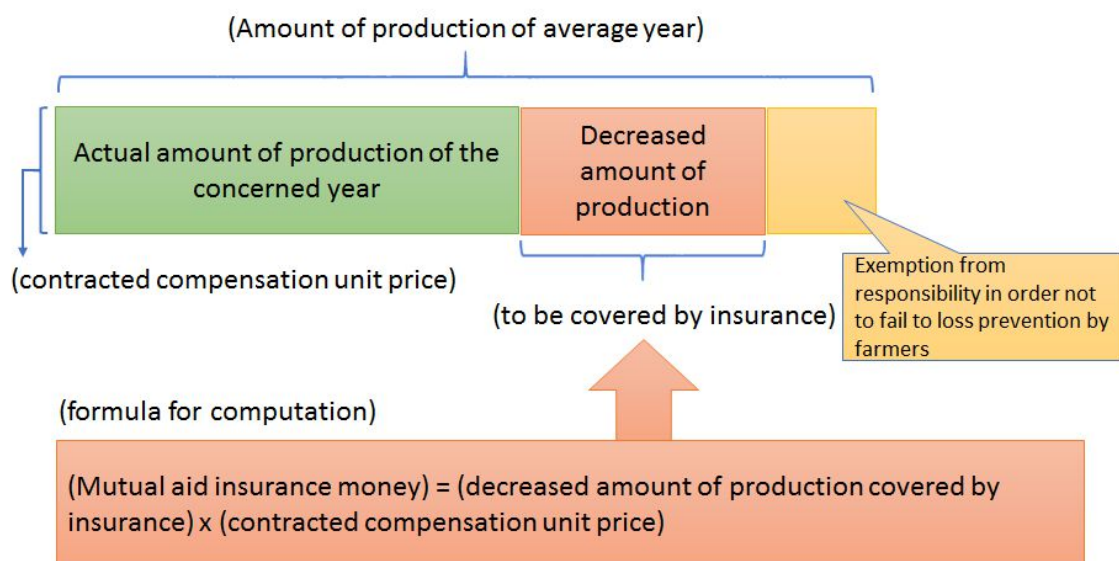 (Amount of production of average year)
Actual amount of production of the
concerned year
Decreased
amount of
production
(contracted compensation unit price)
(to be covered by insurance)
Exemption from
responsibility in order not
to fail to loss prevention by
farmers
(formula for computation)
(Mutual aid insurance money) = (decreased amount of production covered by
insurance) x (contracted compensation unit price)